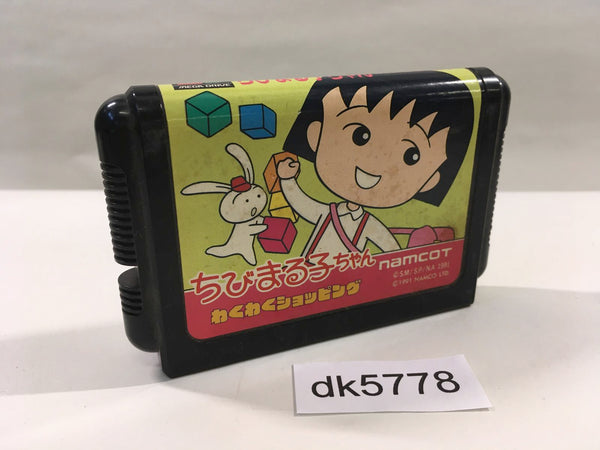 MEGA DRIVE
ちびまる子ちゃん
namcoT
©SM/SP/NA 1991
©1991 NAMCO LTD.
わくわくショッピング
dk5778